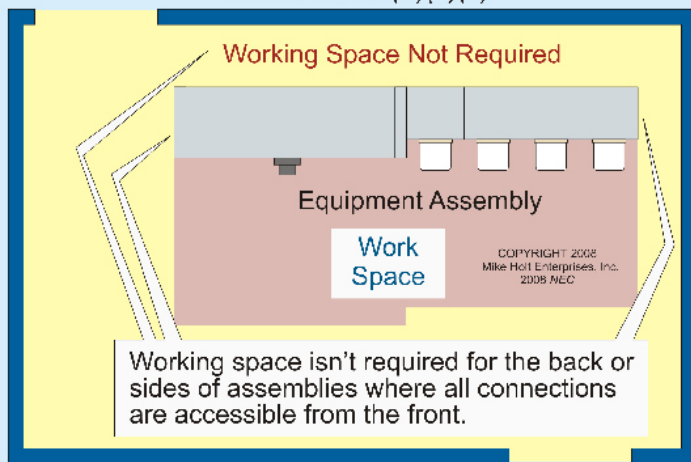 Working Space Not Required
Equipment Assembly
Work
Space
COPYRIGHT 2008
Mike Holt Enterprises, Inc.
2008 NEC
Working space isn't required for the back or
sides of assemblies where all connections
are accessible from the front.